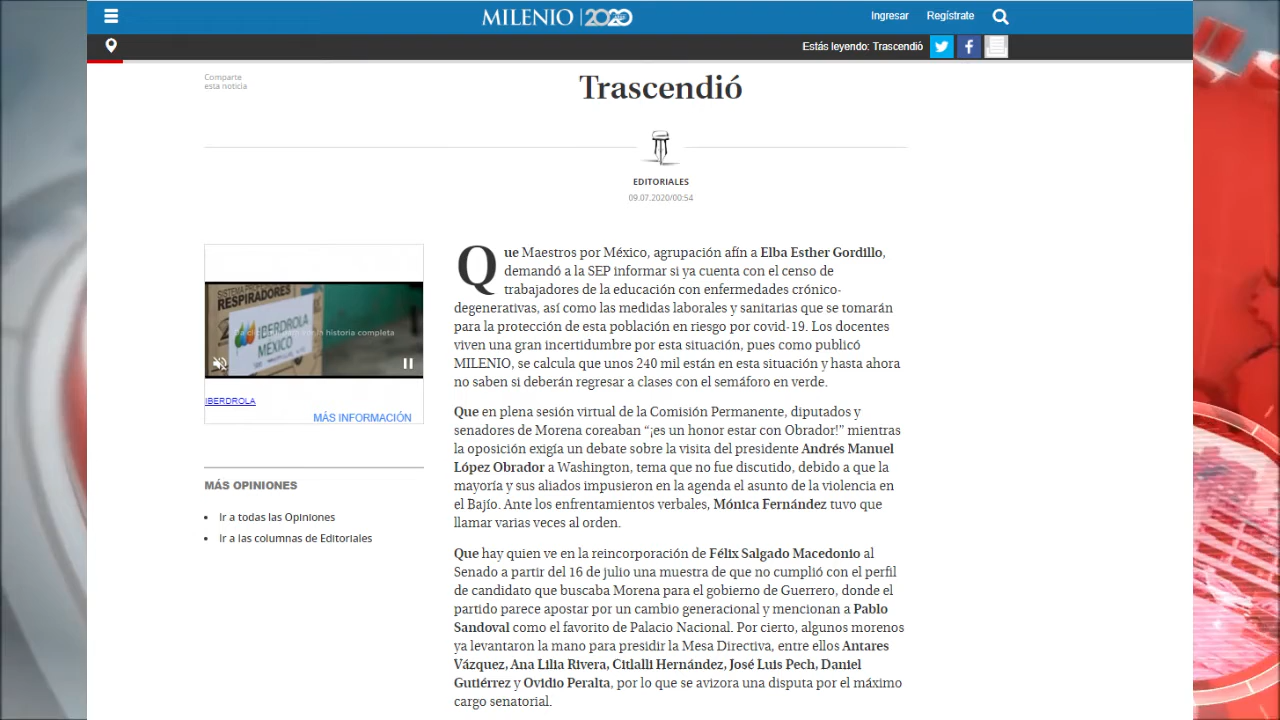 MILENIO 2020
Ingresar
Regístrate
Estás leyendo: Trascendió
Comparte
esta noticia
Trascendió
EDITORIALES
09.07.2020/00:54
Que Maestros por México, agrupación afín a Elba Esther Gordillo,
demandó a la SEP informar si ya cuenta con el censo de
trabajadores de la educación con enfermedades crónico-
degenerativas, así como las medidas laborales y sanitarias que se tomarán
para la protección de esta población en riesgo por covid-19. Los docentes
viven una gran incertidumbre por esta situación, pues como publicó
MILENIO, se calcula que unos 240 mil están en esta situación y hasta ahora
no saben si deberán regresar a clases con el semáforo en verde.
Que en plena sesión virtual de la Comisión Permanente, diputados y
senadores de Morena coreaban “¡es un honor estar con Obrador!” mientras
la oposición exigía un debate sobre la visita del presidente Andrés Manuel
López Obrador a Washington, tema que no fue discutido, debido a que la
mayoría y sus aliados impusieron en la agenda el asunto de la violencia en
el Bajío. Ante los enfrentamientos verbales, Mónica Fernández tuvo que
llamar varias veces al orden.
Que hay quien ve en la reincorporación de Félix Salgado Macedonio al
Senado a partir del 16 de julio una muestra de que no cumplió con el perfil
de candidato que buscaba Morena para el gobierno de Guerrero, donde el
partido parece apostar por un cambio generacional y mencionan a Pablo
Sandoval como el favorito de Palacio Nacional. Por cierto, algunos morenos
ya levantaron la mano para presidir la Mesa Directiva, entre ellos Antares
Vázquez, Ana Lilia Rivera, Citlalli Hernández, José Luis Pech, Daniel
Gutiérrez y Ovidio Peralta, por lo que se avizora una disputa por el máximo
cargo senatorial.
RESPIRADORES
IBERDROLA
MÉXICO
historia completa
IBERDROLA
MÁS INFORMACIÓN
MÁS OPINIONES
Ir a todas las Opiniones
Ir a las columnas de Editoriales